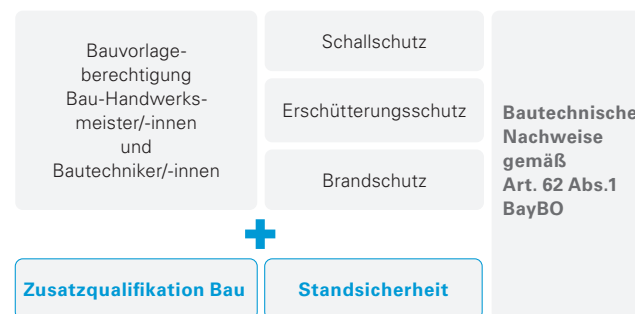 Bauvorlage-
berechtigung
Bau-Handwerks-
meister/-innen
und
Bautechniker/-innen
Schallschutz
Erschütterungsschutz
Brandschutz
Bautechnische
Nachweise
gemäß
Art. 62 Abs.1
BayBO
Zusatzqualifikation Bau
Standsicherheit